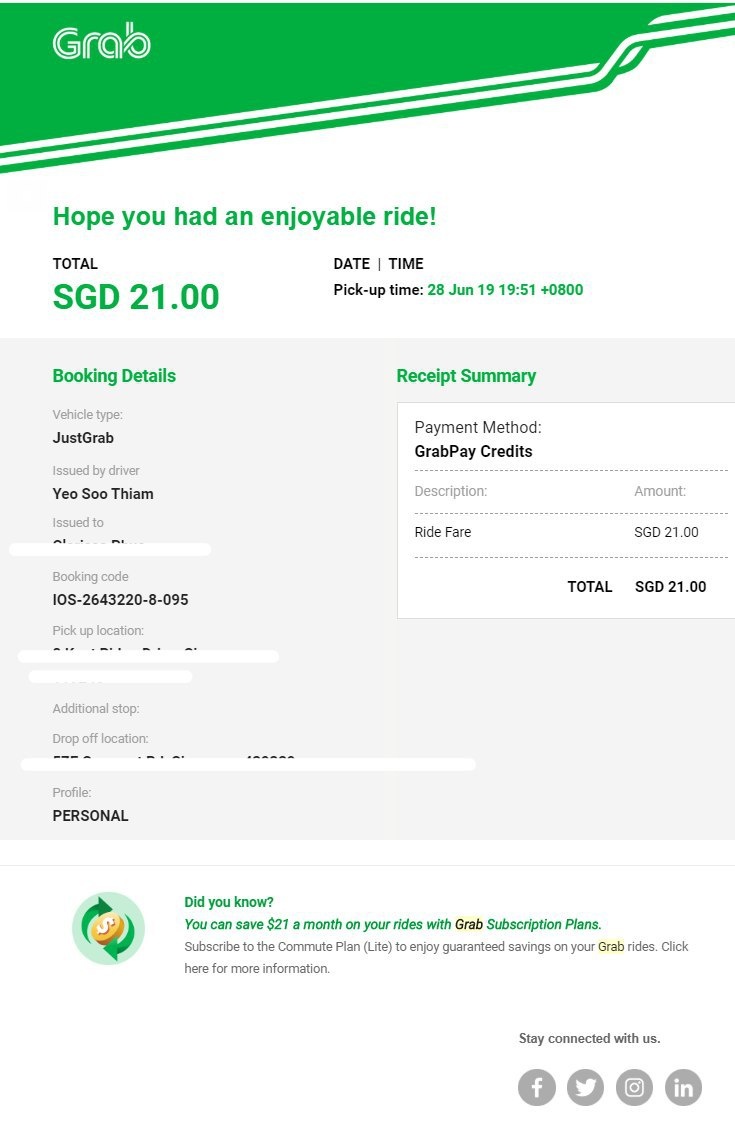 Grab
Hope you had an enjoyable ride!
TOTAL
SGD 21.00
DATE | TIME
Pick-up time: 28 Jun 19 19:51 +0800
Booking Details
Vehicle type:
JustGrab
Issued by driver
Yeo Soo Thiam
Issued to
Booking code
IOS-2643220-8-095
Pick up location:
Additional stop:
Drop off location:
Profile:
PERSONAL
Receipt Summary
Payment Method:
GrabPay Credits
Description: Amount:
Ride Fare SGD 21.00
TOTAL SGD 21.00
Did you know?
You can save $21 a month on your rides with Grab Subscription Plans.
Subscribe to the Commute Plan (Lite) to enjoy guaranteed savings on your Grab rides. Click
here for more information.
Stay connected with us.